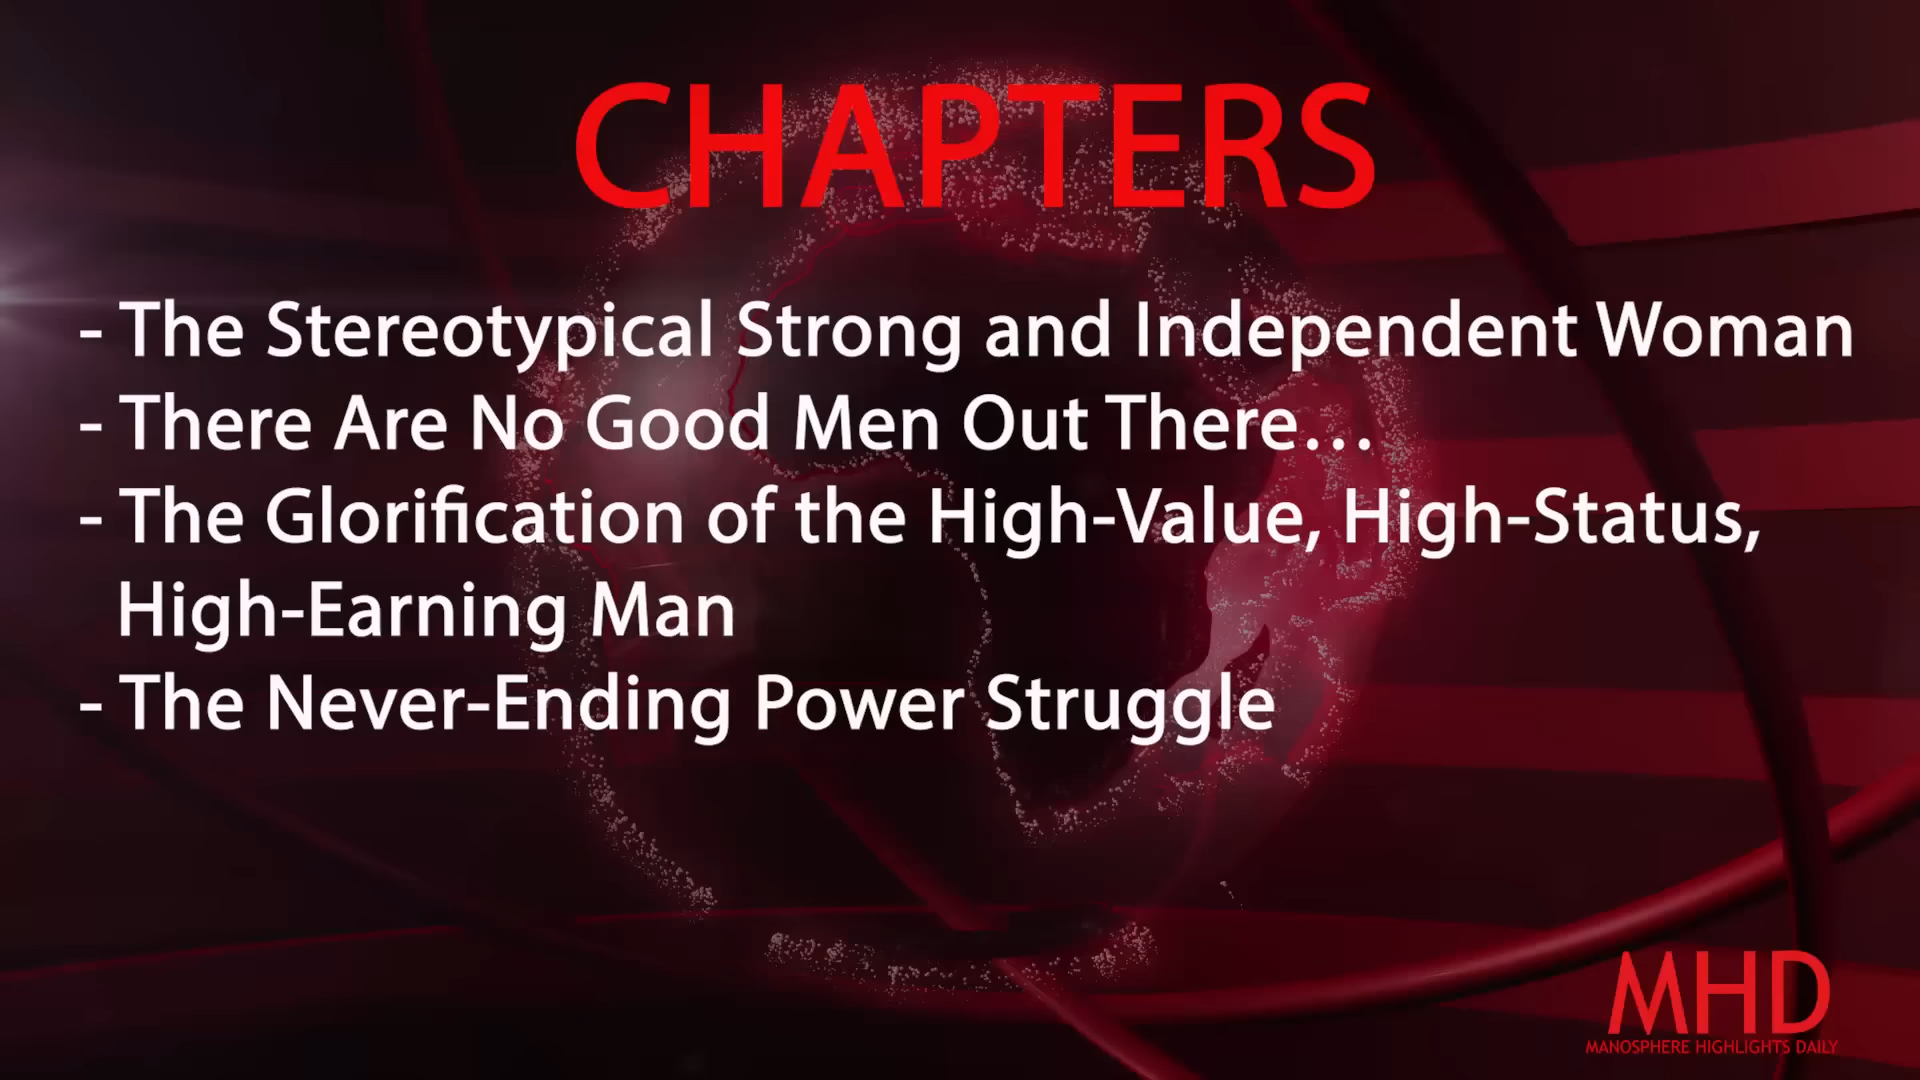 CHAPTERS
- The Stereotypical Strong and Independent Woman
- There Are No Good Men Out There...
- The Glorification of the High-Value, High-Status,
High-Earning Man
- The Never-Ending Power Struggle
MHD
MANOSPHERE HIGHLIGHTS DAILY